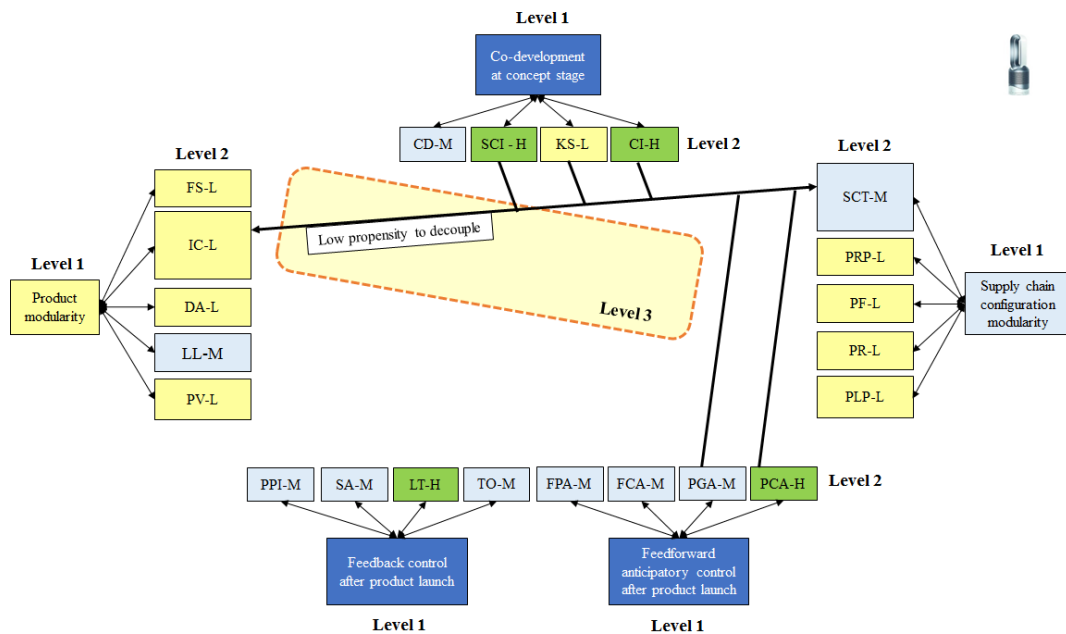 Level 1
Co-development
at concept stage
CD-M
SCI - H
KS-L
CI-H
Level 2
Level 2
FS-L
IC-L
DA-L
LL-M
PV-L
Level 1
Product
modularity
Low propensity to decouple
Level 3
Level 2
SCT-M
PRP-L
PF-L
PR-L
PLP-L
Level 1
Supply chain
configuration
modularity
PPI-M
SA-M
LT-H
TO-M
FPA-M
FCA-M
PGA-M
PCA-H
Level 2
Feedback control
after product launch
Level 1
Feedforward
anticipatory control
after product launch
Level 1